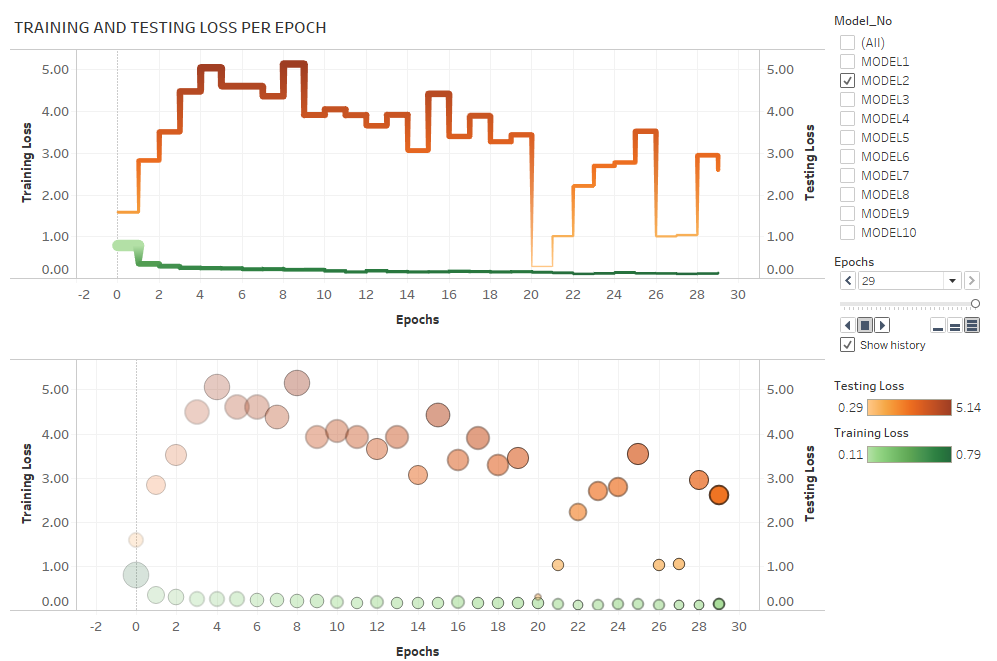 TRAINING AND TESTING LOSS PER EPOCH
5.00
4.00
3.00
2.00
1.00
0.00
Training Loss
5.00
4.00
3.00
2.00
1.00
0.00
Testing Loss
-2 0 2 4 6 8 10 12 14 16 18 20 22 24 26 28 30
Epochs
5.00
4.00
3.00
2.00
1.00
0.00
Training Loss
5.00
4.00
3.00
2.00
1.00
0.00
Testing Loss
-2 0 2 4 6 8 10 12 14 16 18 20 22 24 26 28 30
Epochs
Model_No
(All)
MODEL1
MODEL2
MODEL3
MODEL4
MODEL5
MODEL6
MODEL7
MODEL8
MODEL9
MODEL10
Epochs
29
Show history
Testing Loss
0.29 5.14
Training Loss
0.11 0.79